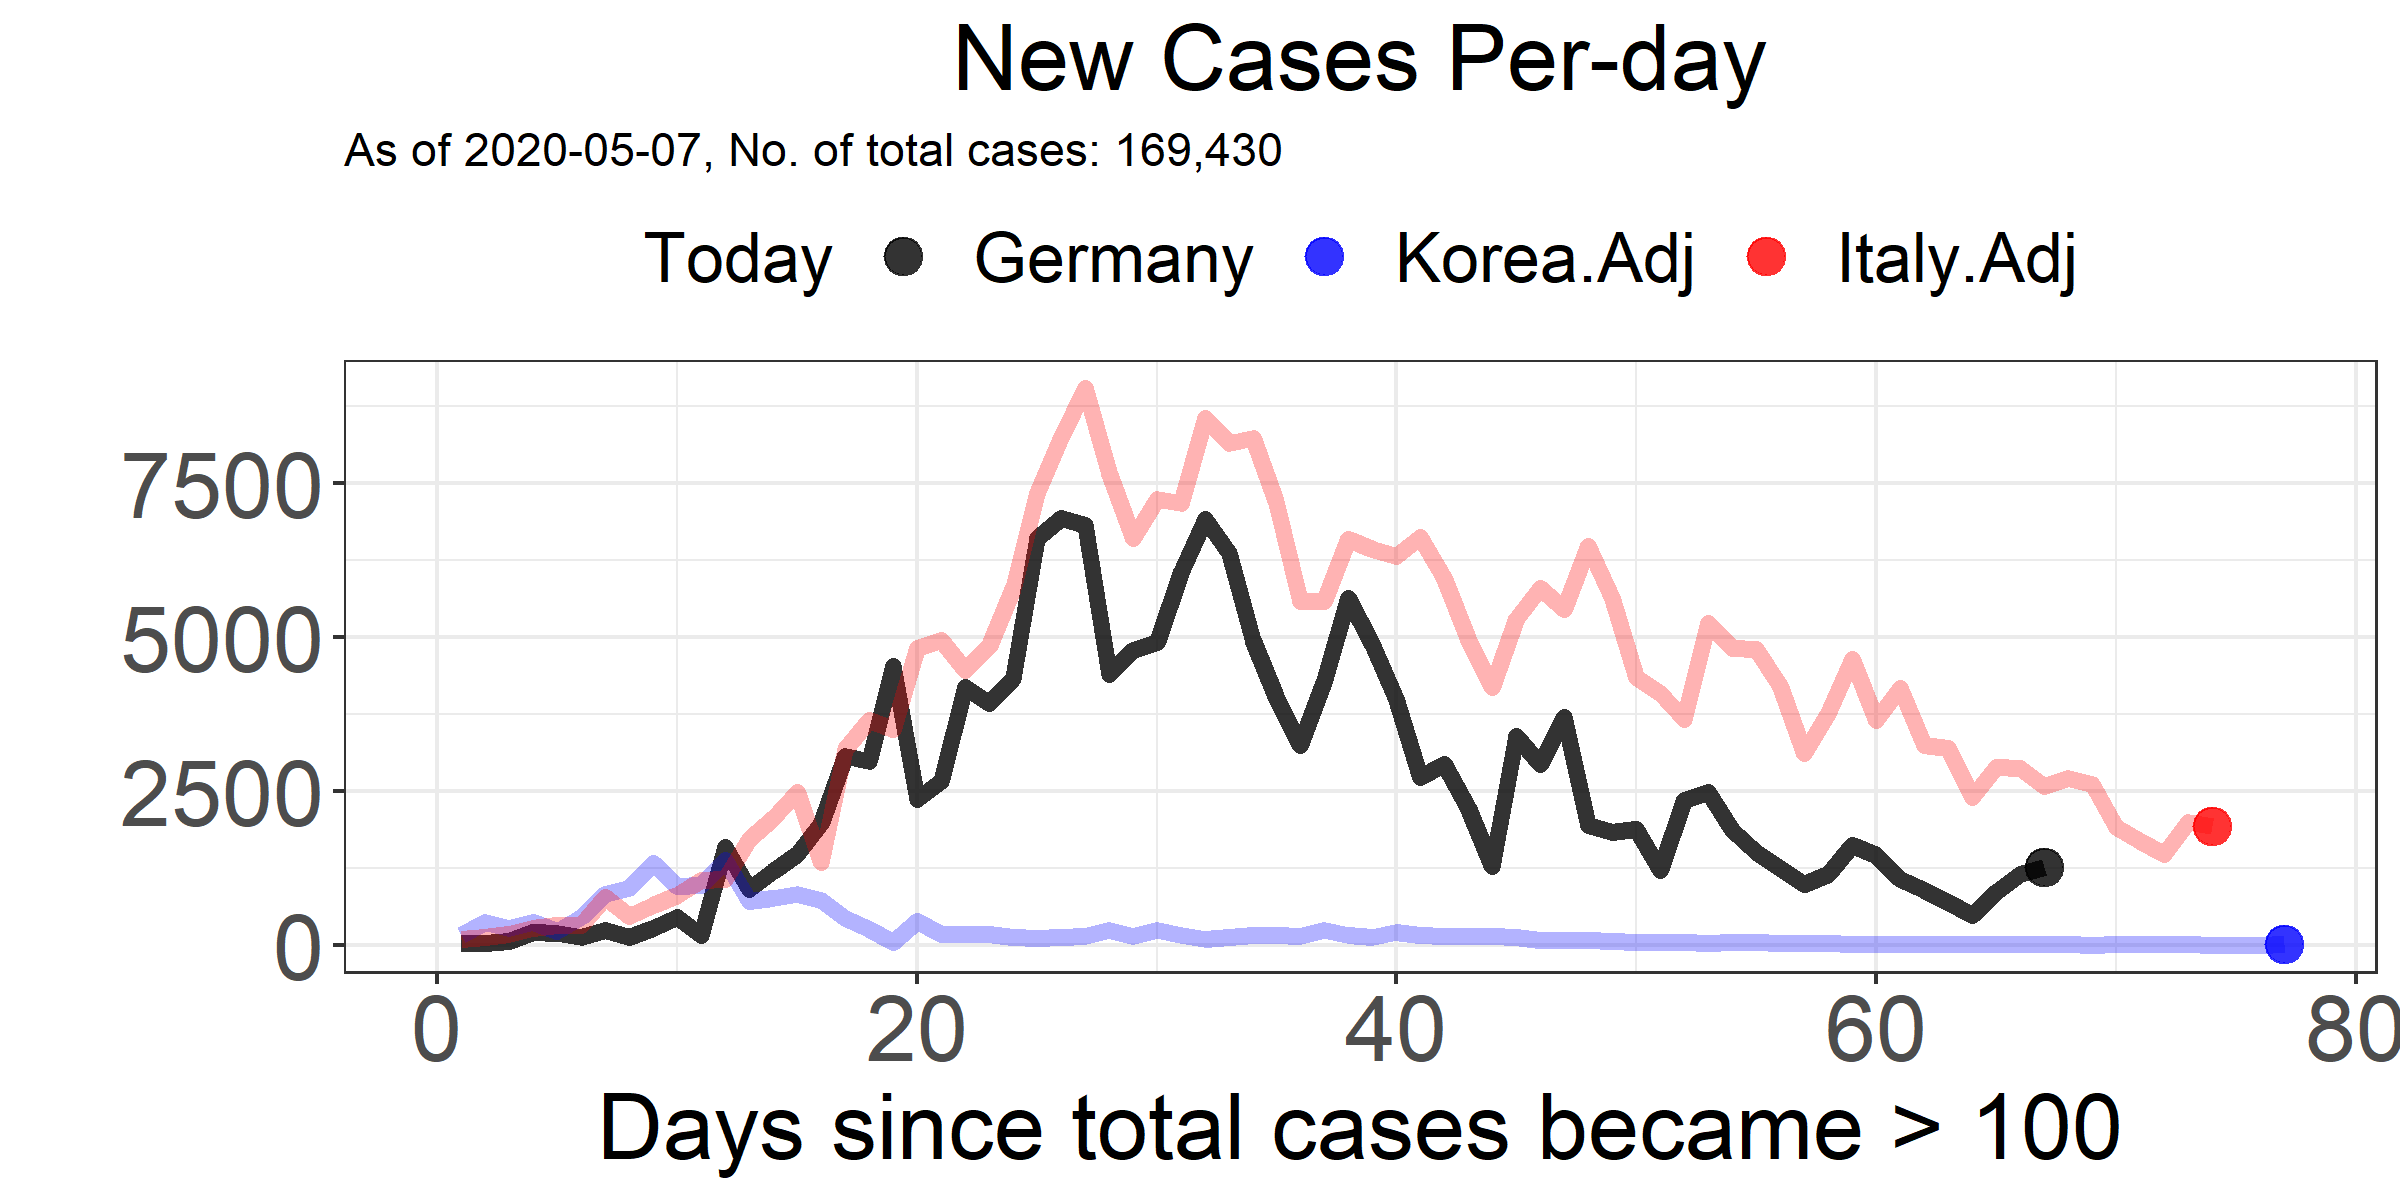 New Cases Per-day
As of 2020-05-07, No. of total cases: 169,430
Today Germany Korea.Adj Italy.Adj
7500
5000
2500
0
0 20 40 60 80
Days since total cases became > 100